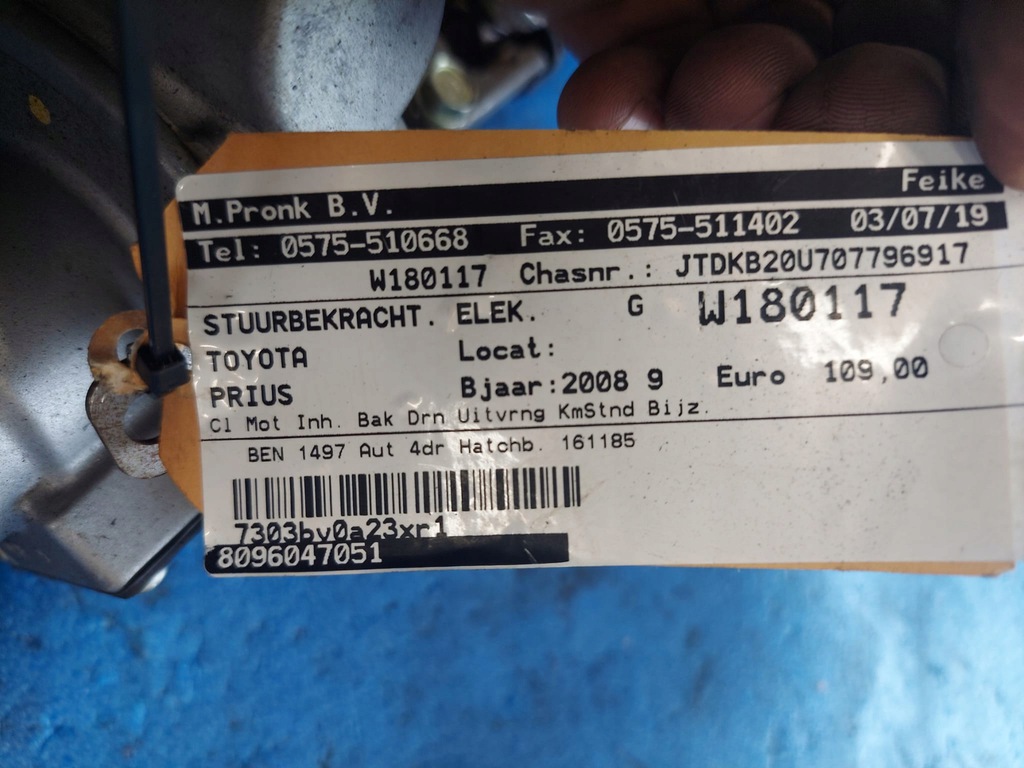 Feike
M.Pronk B.V.
Tel: 0575-510668 Fax: 0575-511402 03/07/19
W180117 Chasnr.: JTDKB20U707796917
STUURBEKRACHT. ELEK. G W180117
TOYOTA Locat:
PRIUS Bjaar:2008 9 Euro 109,00
Cl Mot Inh. Bak Drn Uitvrng KmStnd Bijz.
BEN 1497 Aut 4dr Hatchb. 161185
7303bv0a23xr1
8096047051